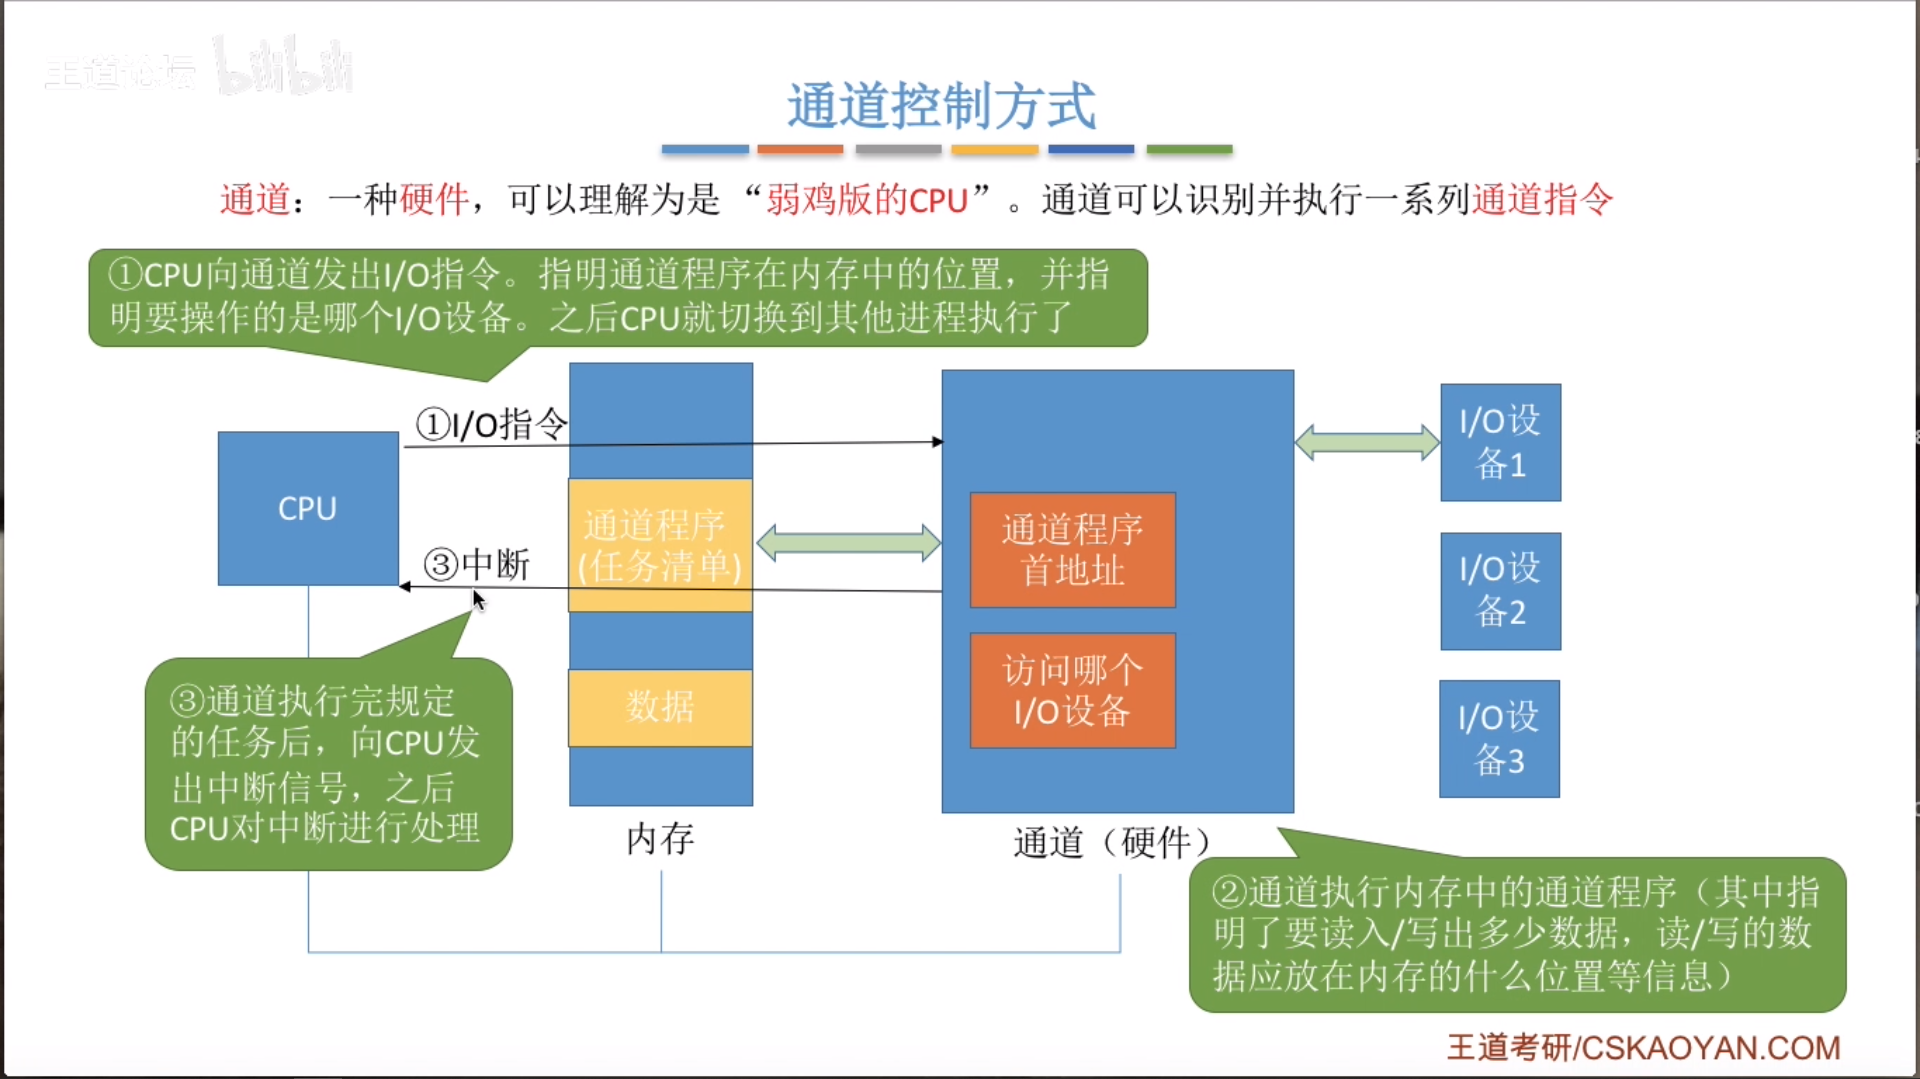 王道论坛 bilibili
通道控制方式
通道：一种硬件，可以理解为是“弱鸡版的CPU”。通道可以识别并执行一系列通道指令
①CPU向通道发出I/O指令。指明通道程序在内存中的位置，并指
明要操作的是哪个I/O设备。之后CPU就切换到其他进程执行了
①I/O指令
CPU
③中断
通道程序
(任务清单)
数据
内存
通道程序
首地址
访问哪个
I/O设备
通道（硬件）
I/O设
备1
I/O设
备2
I/O设
备3
③通道执行完规定
的任务后，向CPU发
出中断信号，之后
CPU对中断进行处理
②通道执行内存中的通道程序（其中指
明了要读入/写出多少数据，读/写的数
据应放在内存的什么位置等信息）
王道考研/CSKAOYAN.COM